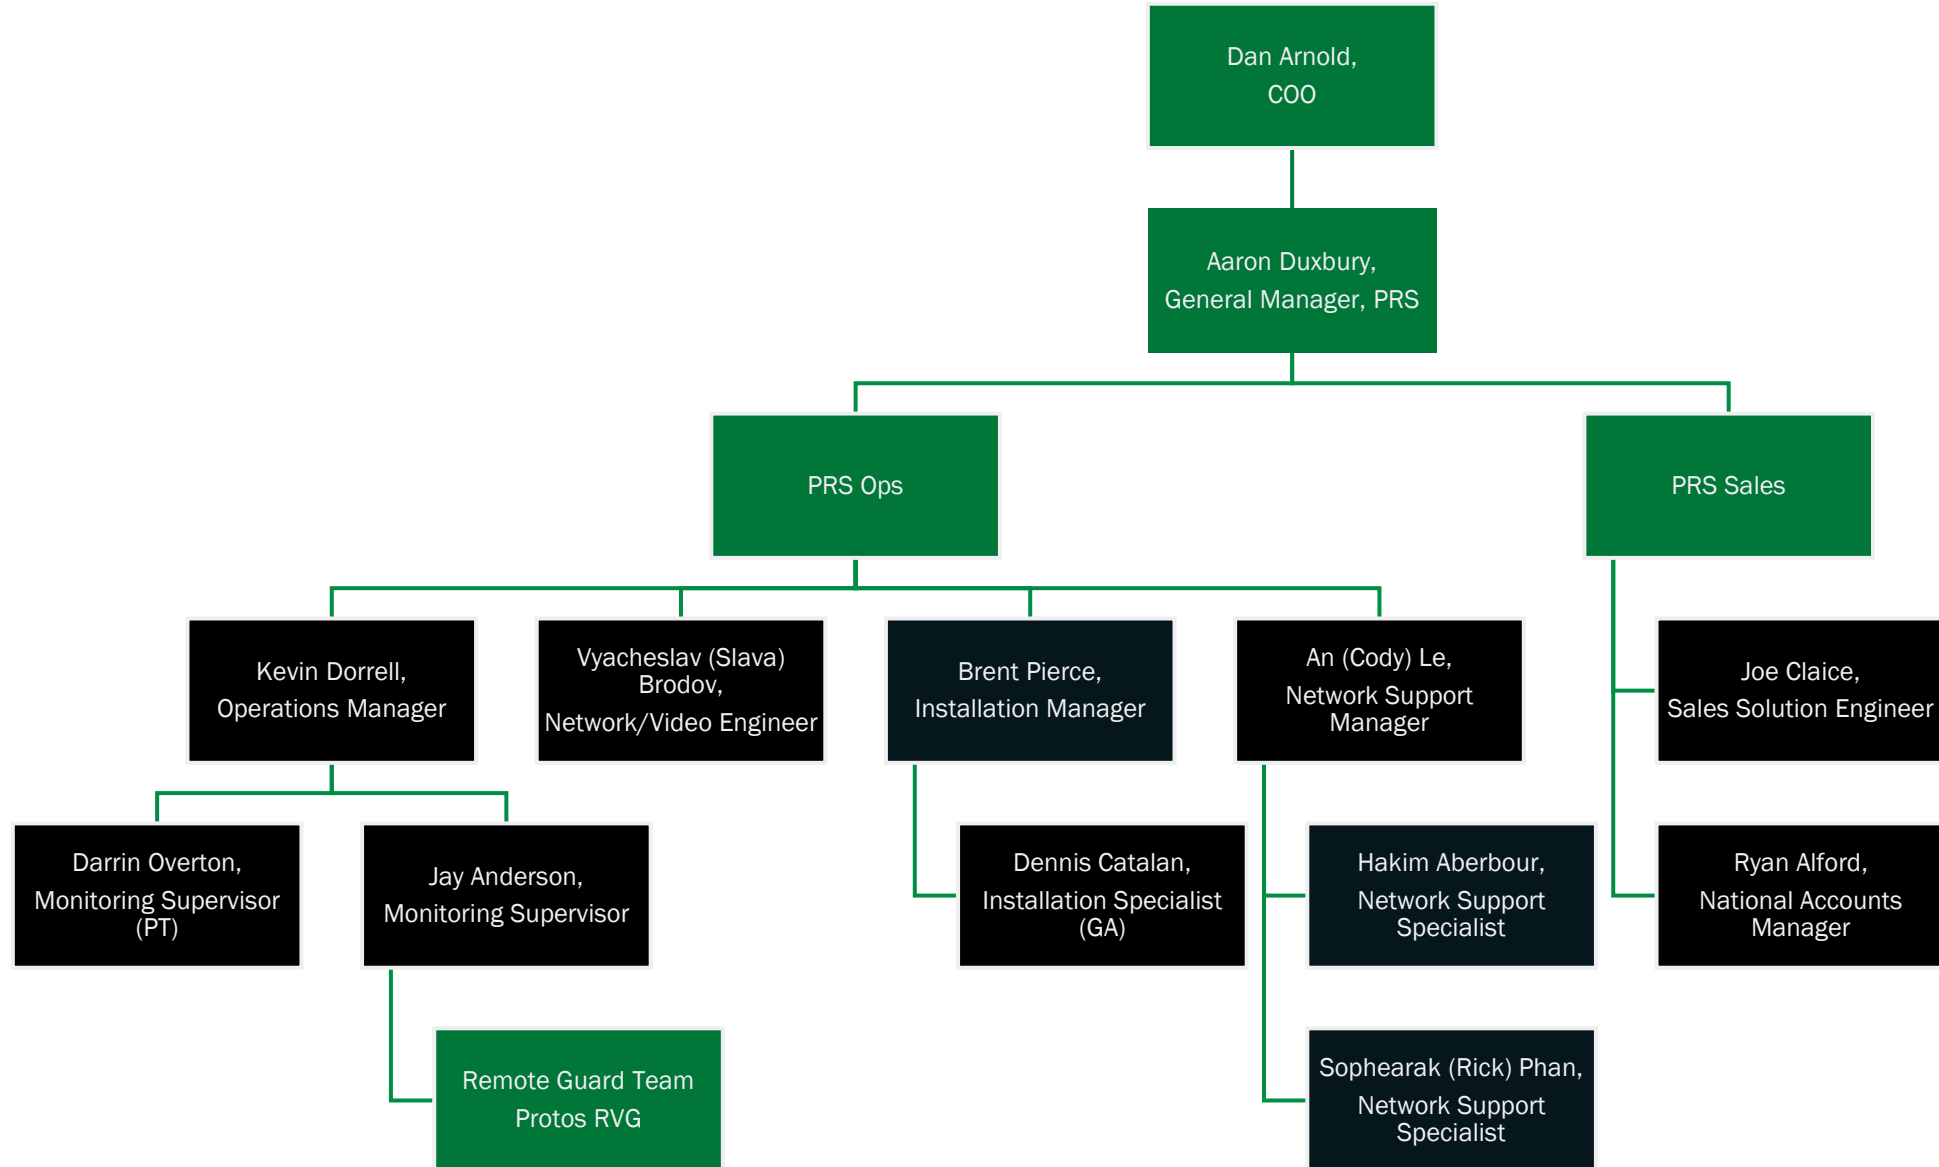 Dan Arnold,
COO
Aaron Duxbury,
General Manager, PRS
PRS Ops
PRS Sales
Kevin Dorrell,
Operations Manager
Vyacheslav (Slava)
Brodov,
Network/Video Engineer
Brent Pierce,
Installation Manager
An (Cody) Le,
Network Support
Manager
Joe Claice,
Sales Solution Engineer
Darrin Overton,
Monitoring Supervisor
(PT)
Jay Anderson,
Monitoring Supervisor
Dennis Catalan,
Installation Specialist
(GA)
Hakim Aberbour,
Network Support
Specialist
Ryan Alford,
National Accounts
Manager
Remote Guard Team
Protos RVG
Sophearak (Rick) Phan,
Network Support
Specialist